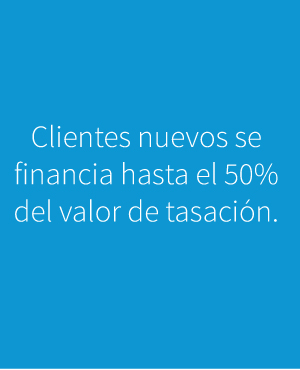 Clientes nuevos se
financia hasta el 50%
del valor de tasación.